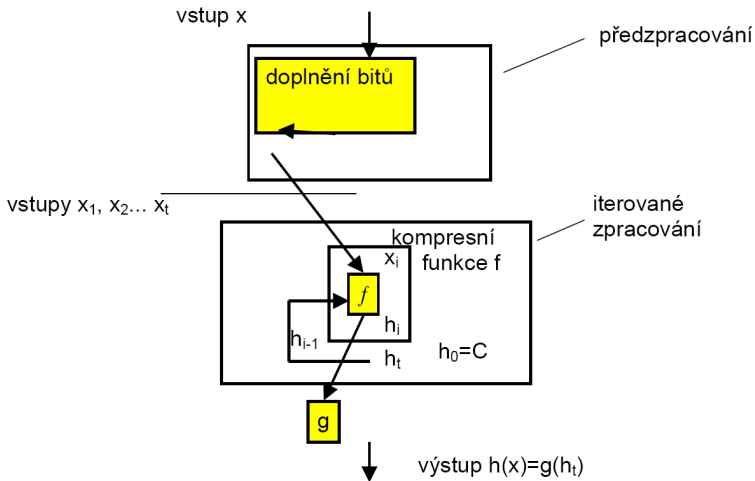 vstup x
předzpracování
doplnění bitů
vstupy x₁, x₂... xₜ
iterované
zpracování
kompresní
funkce f
xᵢ
f
hᵢ
hᵢ₋₁
hₜ
h₀=C
g
výstup h(x)=g(hₜ)